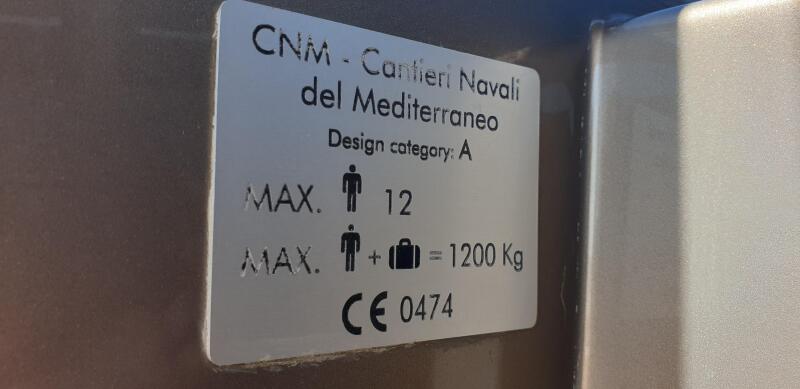 CNM - Cantieri Navali
del Mediterraneo
Design category: A
MAX. 12
MAX. + = 1200 Kg
CE 0474